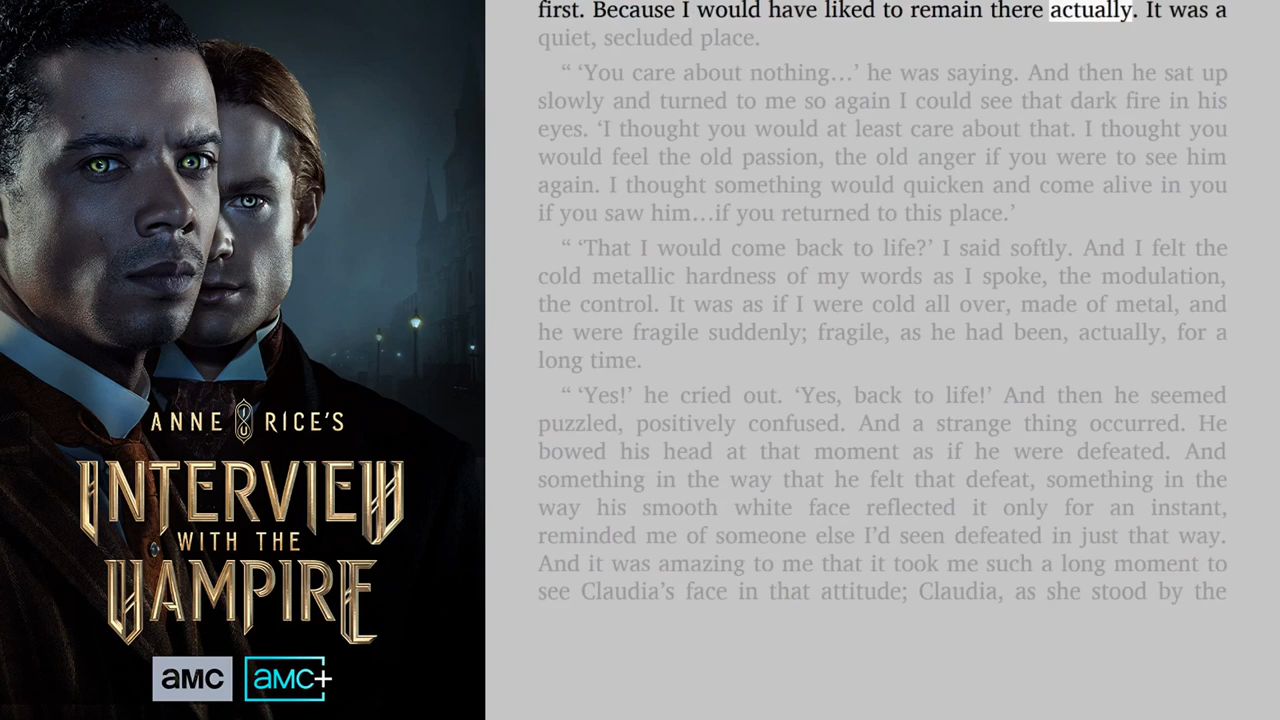 ANNE RICE'S
INTERVIEW
WITH THE
VAMPIRE
amc
amc+
first. Because I would have liked to remain there actually. It was a
quiet, secluded place.
“ ‘You care about nothing…’ he was saying. And then he sat up
slowly and turned to me so again I could see that dark fire in his
eyes. ‘I thought you would at least care about that. I thought you
would feel the old passion, the old anger if you were to see him
again. I thought something would quicken and come alive in you
if you saw him…if you returned to this place.’
“ ‘That I would come back to life?’ I said softly. And I felt the
cold metallic hardness of my words as I spoke, the modulation,
the control. It was as if I were cold all over, made of metal, and
he were fragile suddenly; fragile, as he had been, actually, for a
long time.
“ ‘Yes!’ he cried out. ‘Yes, back to life!’ And then he seemed
puzzled, positively confused. And a strange thing occurred. He
bowed his head at that moment as if he were defeated. And
something in the way that he felt that defeat, something in the
way his smooth white face reflected it only for an instant,
reminded me of someone else I’d seen defeated in just that way.
And it was amazing to me that it took me such a long moment to
see Claudia’s face in that attitude; Claudia, as she stood by the